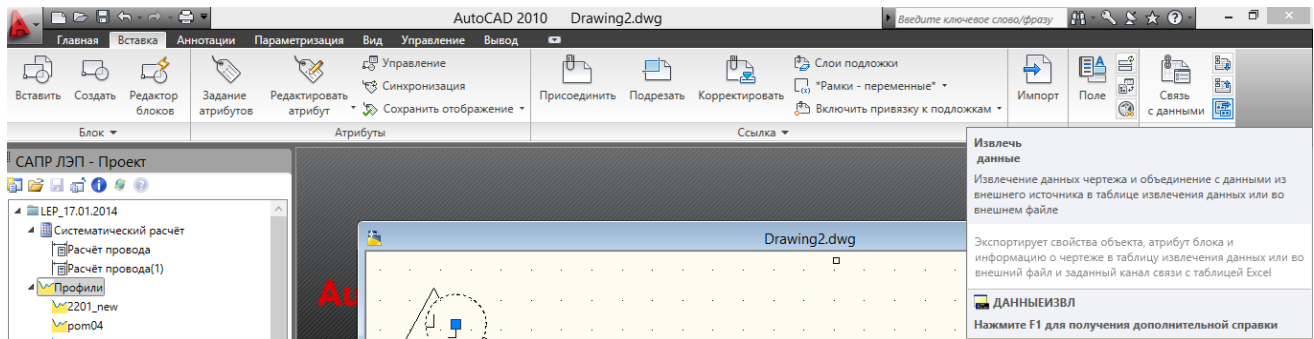 AutoCAD 2010 Drawing2.dwg
Введите ключевое слово/фразу
Главная Вставка Аннотации Параметризация Вид Управление Вывод
Вставить Создать Редактор блоков
Задание атрибутов
Редактировать атрибут
Управление
Синхронизация
Сохранить отображение
Присоединить Подрезать Корректировать
Слои подложки
*Рамки - переменные*
Включить привязку к подложкам
Импорт
Поле
Связь с данными
Блок
Атрибуты
Ссылка
САПР ЛЭП - Проект
LEP_17.01.2014
Систематический расчёт
Расчёт провода
Расчёт провода(1)
Профили
2201_new
pom04
Drawing2.dwg
Извлечь
данные
Извлечение данных чертежа и объединение с данными из
внешнего источника в таблице извлечения данных или во
внешнем файле
Экспортирует свойства объекта, атрибут блока и
информацию о чертеже в таблицу извлечения данных или во
внешний файл и заданный канал связи с таблицей Excel
ДАННЫЕИЗВЛ
Нажмите F1 для получения дополнительной справки